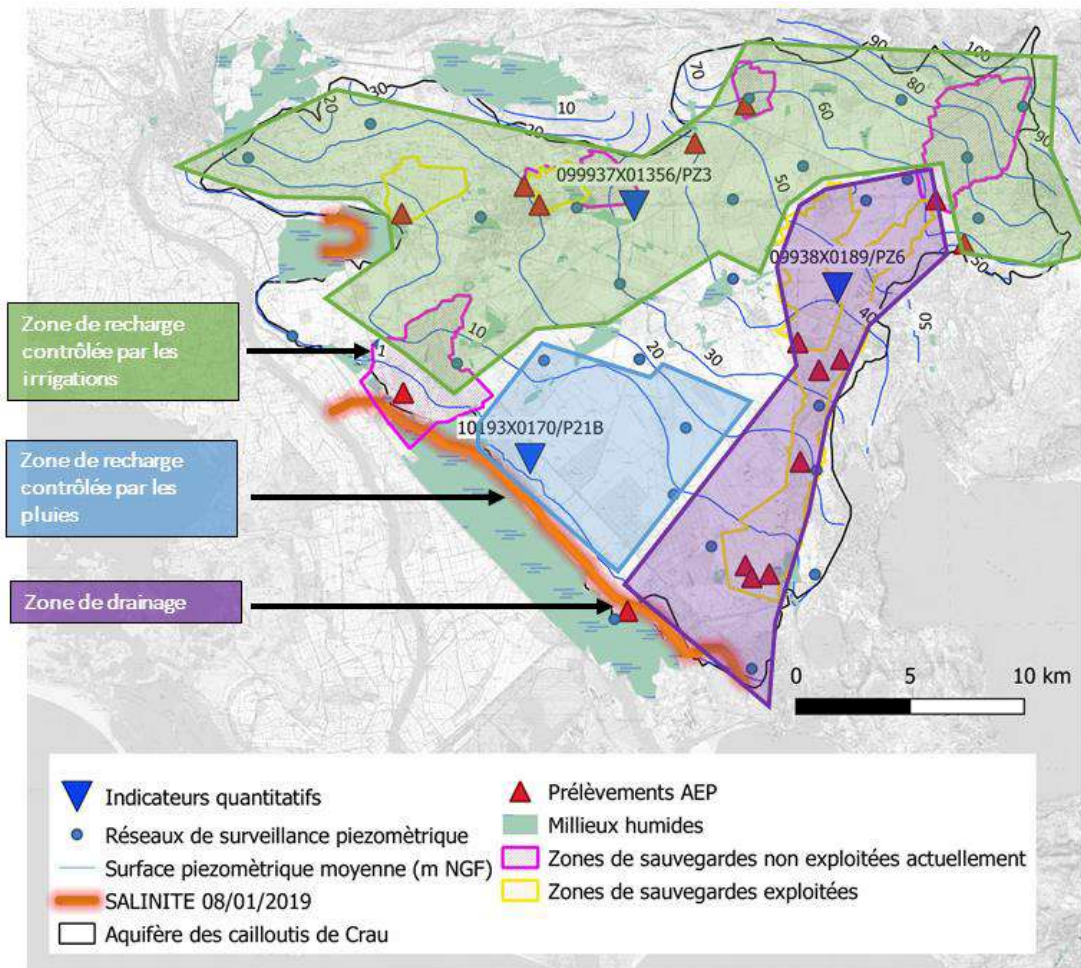 90
100
30
70
80
20
10
20
60
90
099937X01356/PZ3
50
09938X0189/PZ6
50
40
50
Zone de recharge
contrôlée par les
irrigations
1
10
20
30
10193X0170/P21B
Zone de recharge
contrôlée par les
pluies
Zone de drainage
0 5 10 km
Indicateurs quantitatifs
Réseaux de surveillance piezomètrique
Surface piezomètrique moyenne (m NGF)
SALINITE 08/01/2019
Aquifère des cailloutis de Crau
Prélèvements AEP
Millieux humides
Zones de sauvegardes non exploitées actuellement
Zones de sauvegardes exploitées